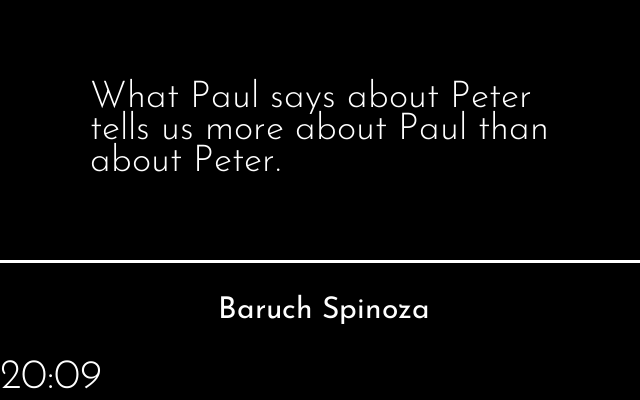 What Paul says about Peter
tells us more about Paul than
about Peter.
Baruch Spinoza
20:09